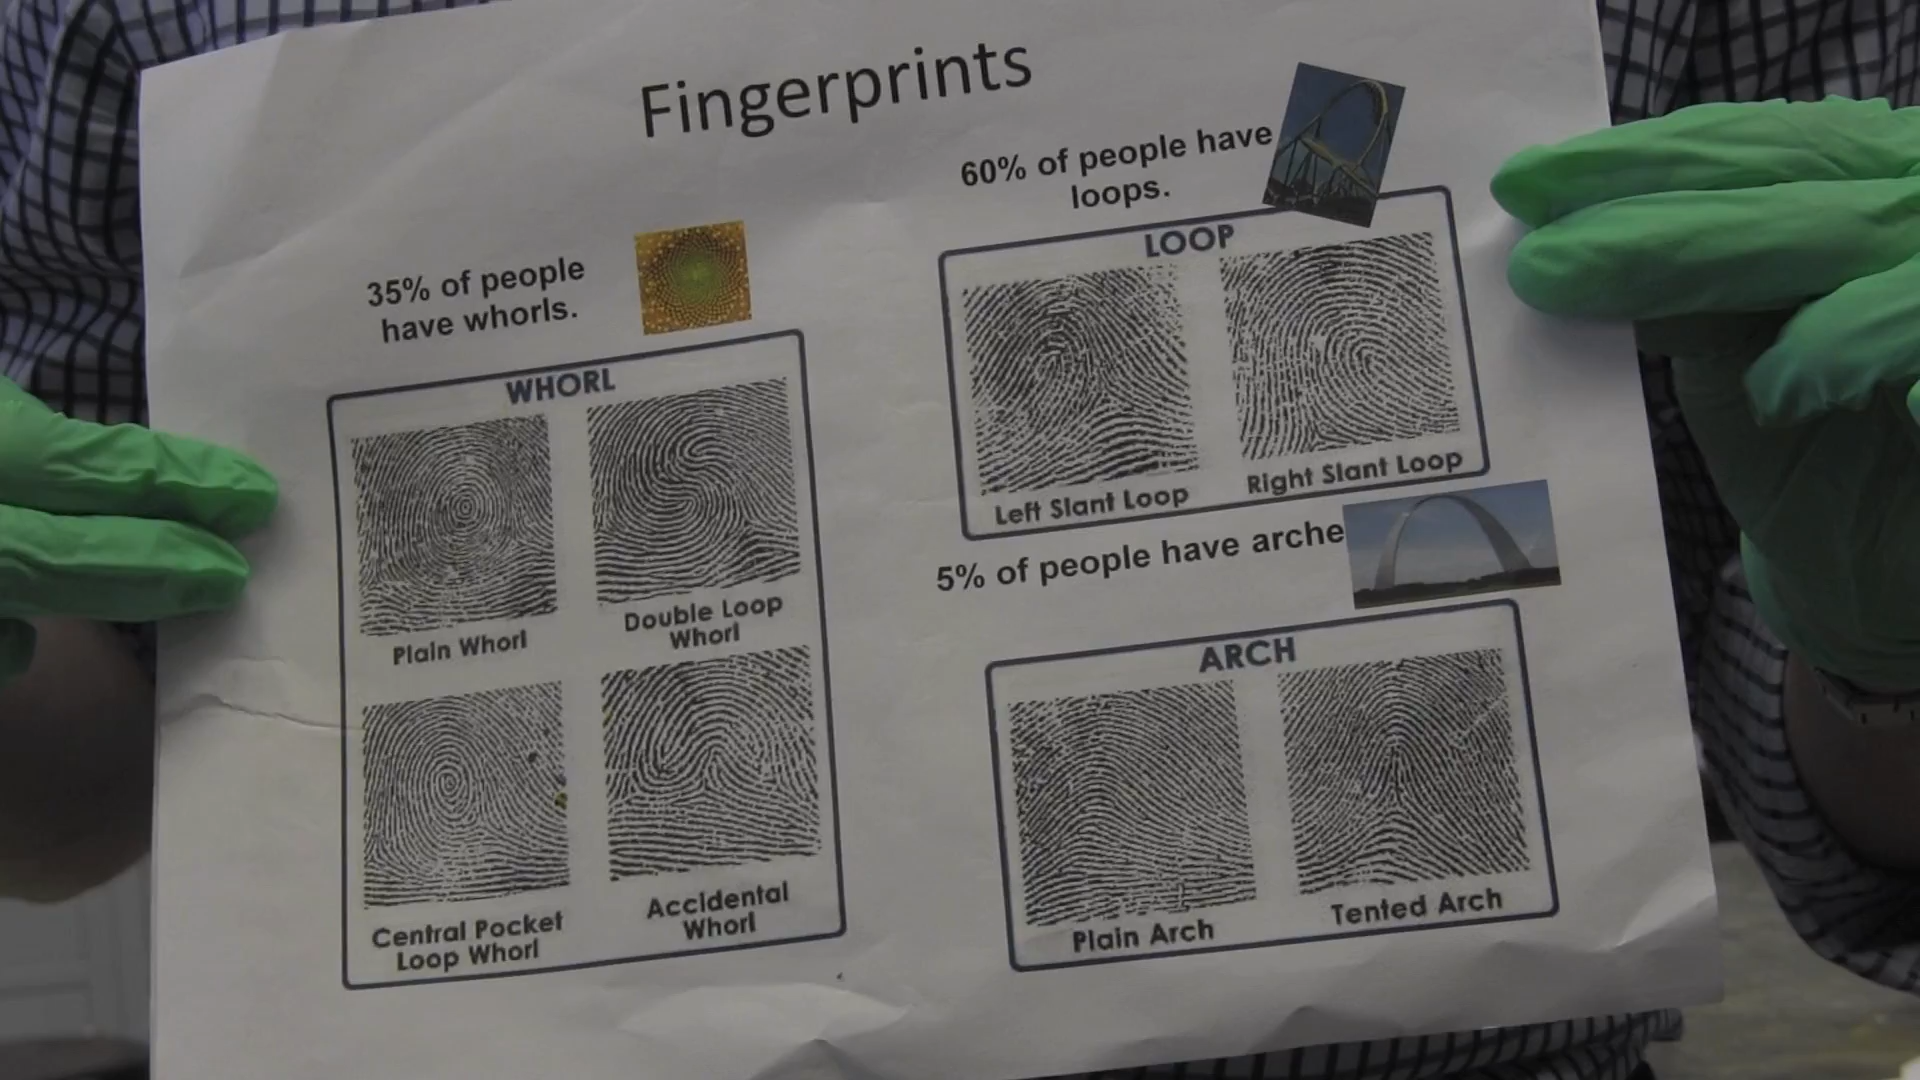 Fingerprints
35% of people
have whorls.
WHORL
Plain Whorl
Double Loop
Whorl
Central Pocket
Loop Whorl
Accidental
Whorl
60% of people have
loops.
LOOP
Left Slant Loop
Right Slant Loop
5% of people have arche
ARCH
Plain Arch
Tented Arch